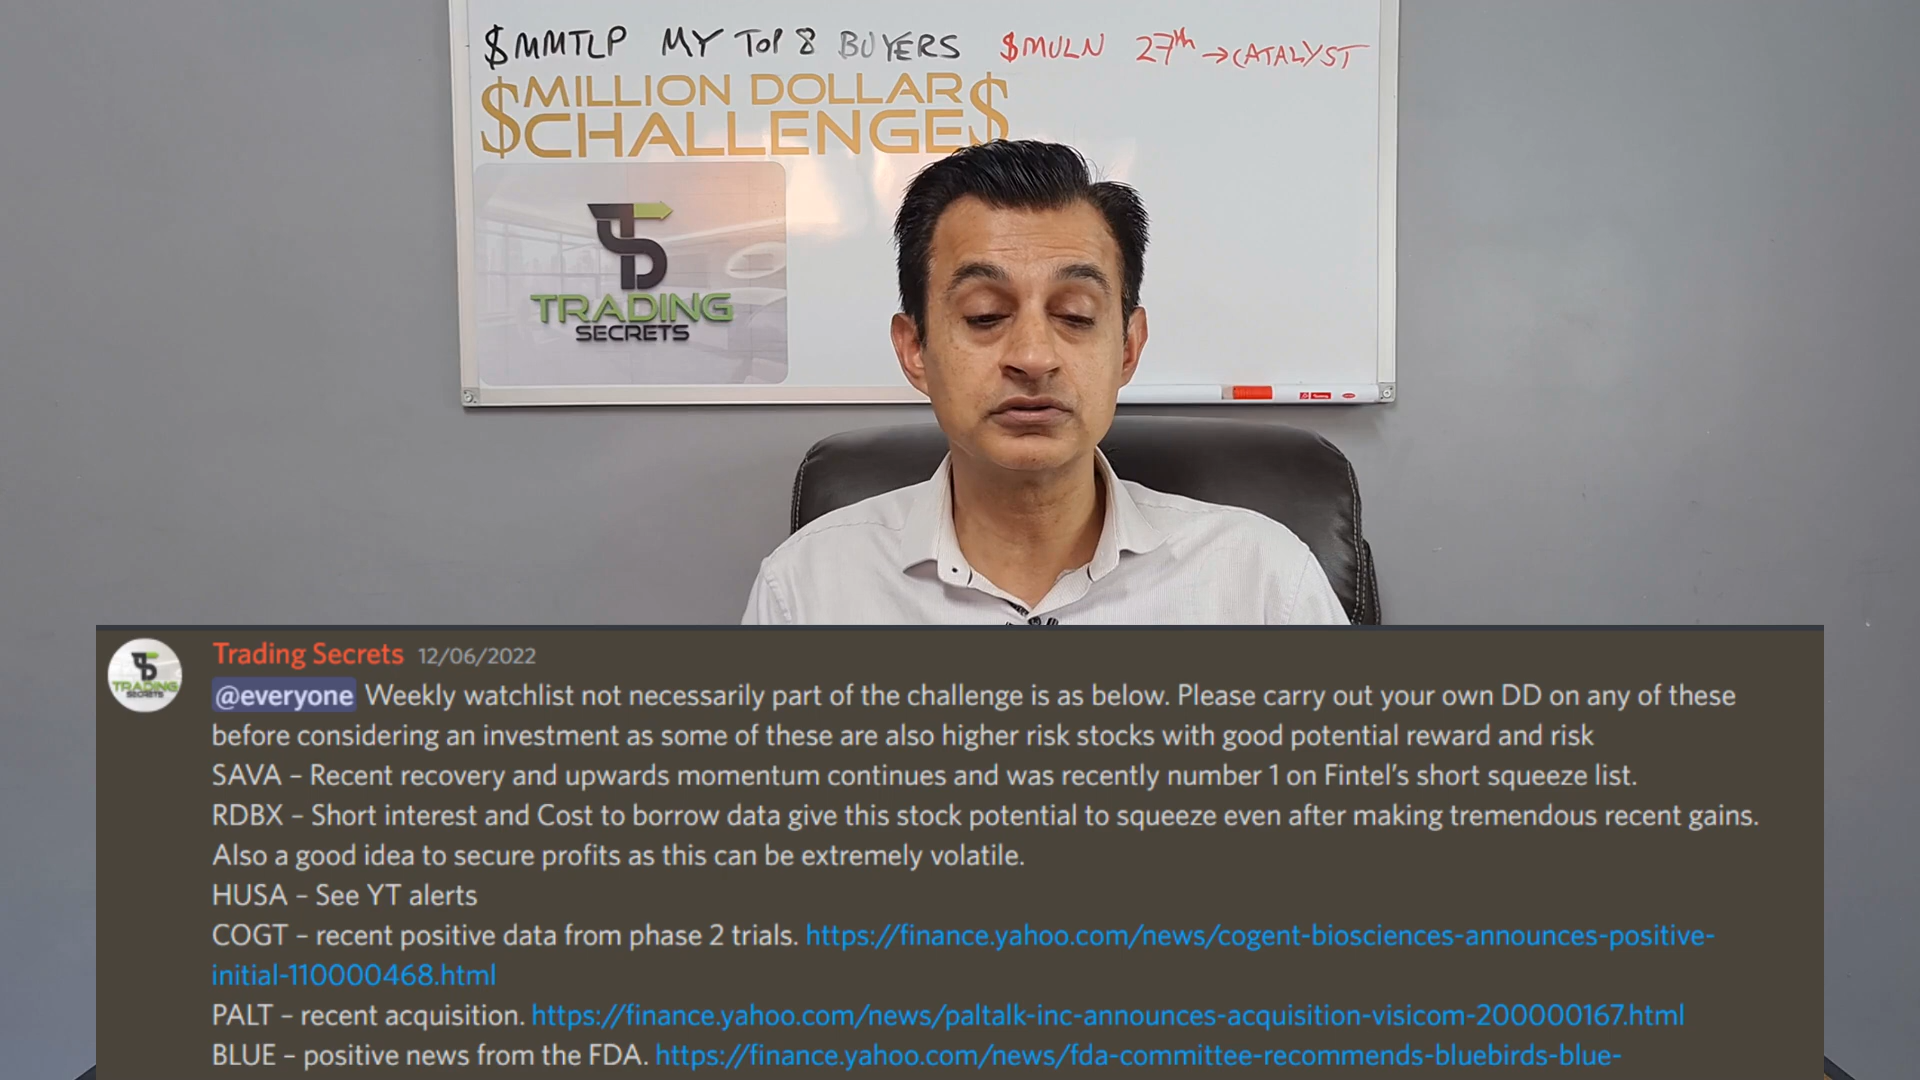 $MMTLP MY TOP 8 BUYERS $MULN 27th →CATALYST
$MILLION DOLLAR$
CHALLENGE
TRADING
SECRETS
Trading Secrets 12/06/2022
@everyone Weekly watchlist not necessarily part of the challenge is as below. Please carry out your own DD on any of these
before considering an investment as some of these are also higher risk stocks with good potential reward and risk
SAVA – Recent recovery and upwards momentum continues and was recently number 1 on Fintel's short squeeze list.
RDBX – Short interest and Cost to borrow data give this stock potential to squeeze even after making tremendous recent gains.
Also a good idea to secure profits as this can be extremely volatile.
HUSA – See YT alerts
COGT – recent positive data from phase 2 trials. https://finance.yahoo.com/news/cogent-biosciences-announces-positive-
initial-110000468.html
PALT – recent acquisition. https://finance.yahoo.com/news/paltalk-inc-announces-acquisition-visicom-200000167.html
BLUE – positive news from the FDA. https://finance.yahoo.com/news/fda-committee-recommends-bluebirds-blue-
TRADING
SECRETS